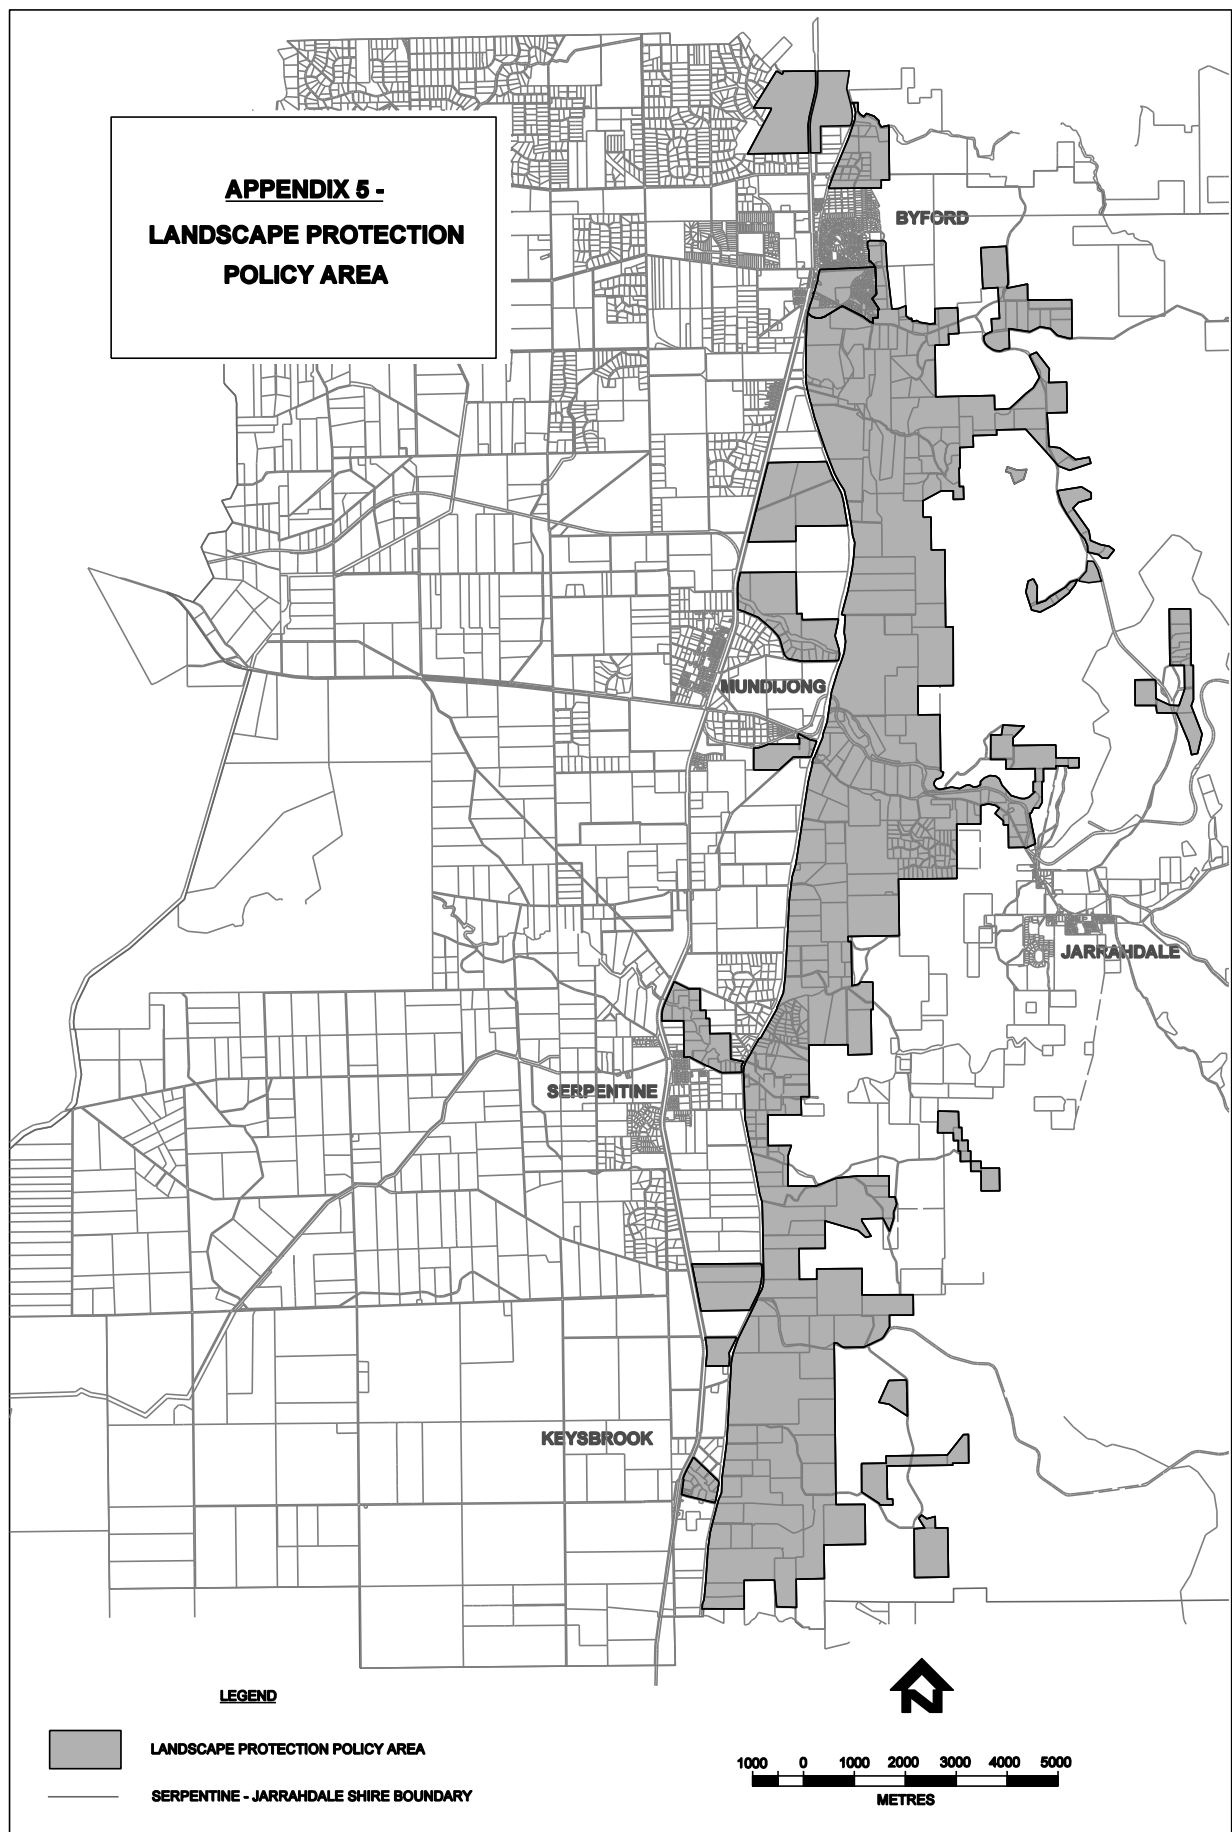 APPENDIX 5 -
LANDSCAPE PROTECTION
POLICY AREA
BYFORD
MUNDIJONG
JARRAHDALE
SERPENTINE
KEYSBROOK
LEGEND
LANDSCAPE PROTECTION POLICY AREA
SERPENTINE - JARRAHDALE SHIRE BOUNDARY
N
1000 0 1000 2000 3000 4000 5000
METRES